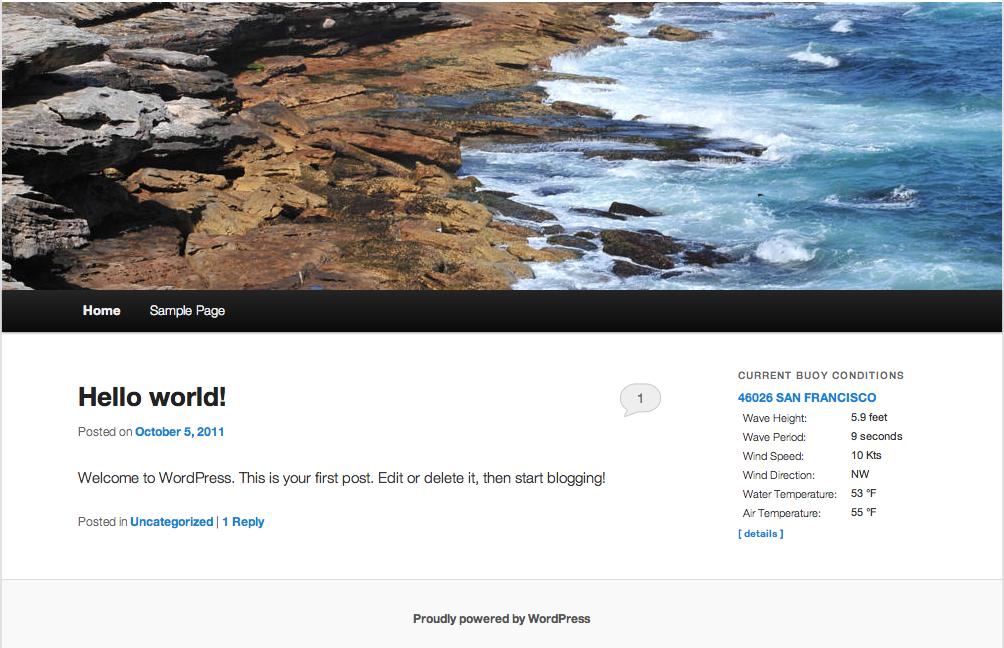 Home Sample Page
Hello world!
1
Posted on October 5, 2011
Welcome to WordPress. This is your first post. Edit or delete it, then start blogging!
Posted in Uncategorized | 1 Reply
CURRENT BUOY CONDITIONS
46026 SAN FRANCISCO
Wave Height: 5.9 feet
Wave Period: 9 seconds
Wind Speed: 10 Kts
Wind Direction: NW
Water Temperature: 53 °F
Air Temperature: 55 °F
[ details ]
Proudly powered by WordPress